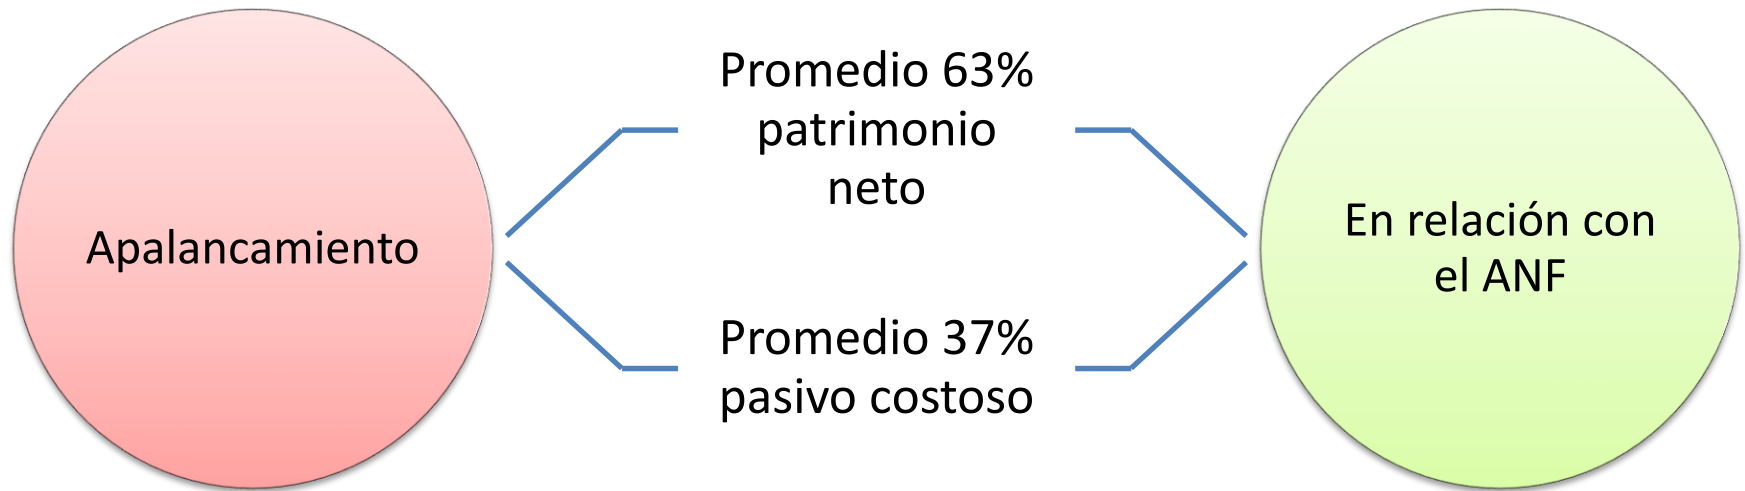 Apalancamiento
Promedio 63%
patrimonio
neto
Promedio 37%
pasivo costoso
En relación con
el ANF